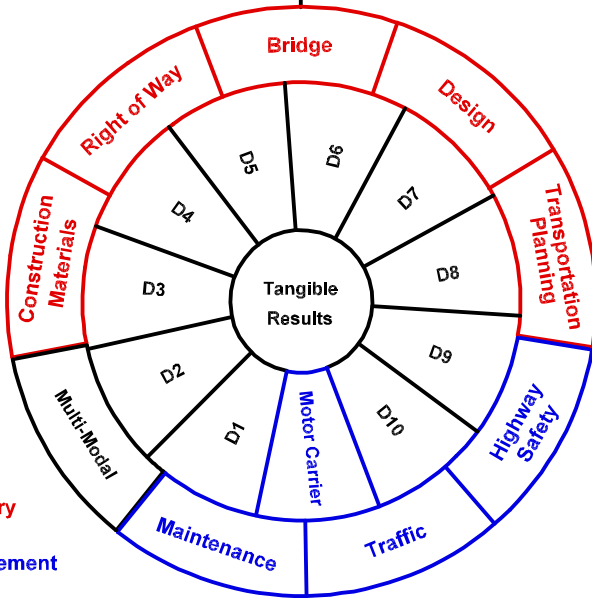 Bridge
Design
Transportation
Planning
Highway
Safety
Traffic
Maintenance
Multi-Modal
Construction
Materials
Right of Way
D1
D2
D3
D4
D5
D6
D7
D8
D9
D10
Motor Carrier
Tangible
Results
ry
ement